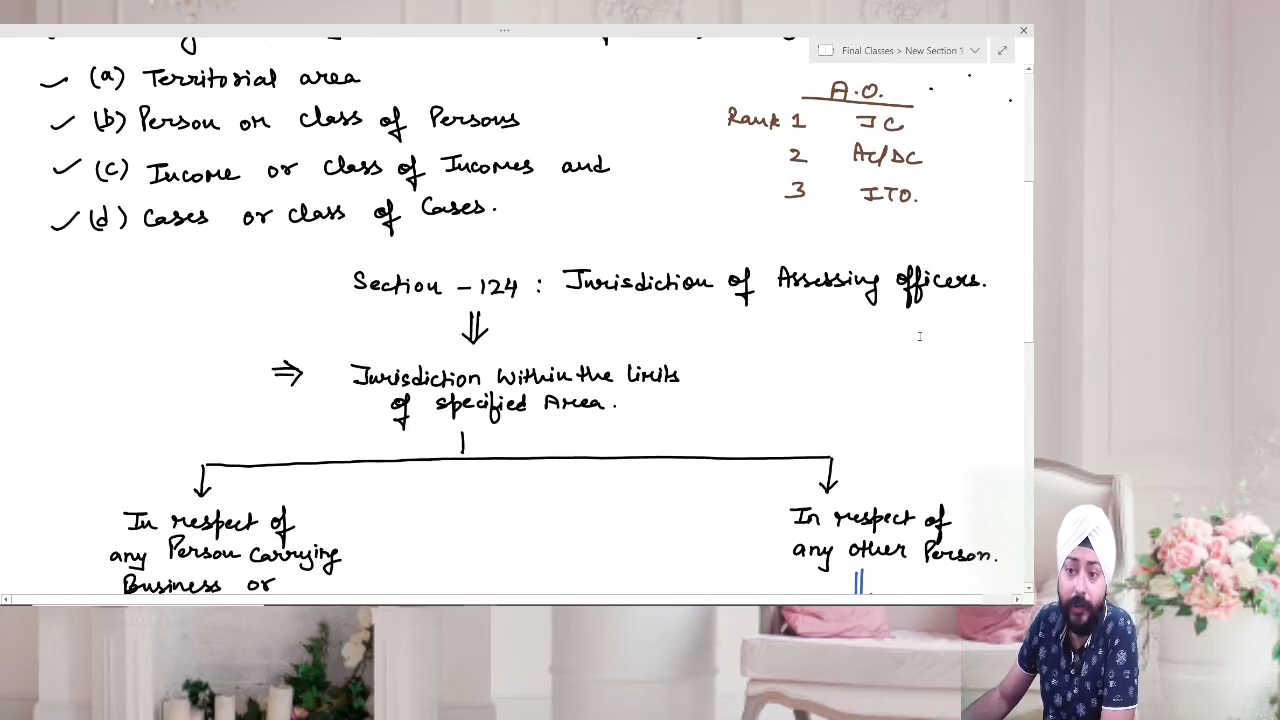 Final Classes > New Section 1
(a) Territorial area
(b) Person or class of Persons
(c) Income or class of Incomes and
(d) Cases or class of Cases.
A.O.
Rank 1 JC
2 AC/DC
3 ITO.
Section - 124 : Jurisdiction of Assessing officers.
⇒ Jurisdiction within the limits
of specified Area.
In respect of
any Person carrying
Business or
In respect of
any other Person.